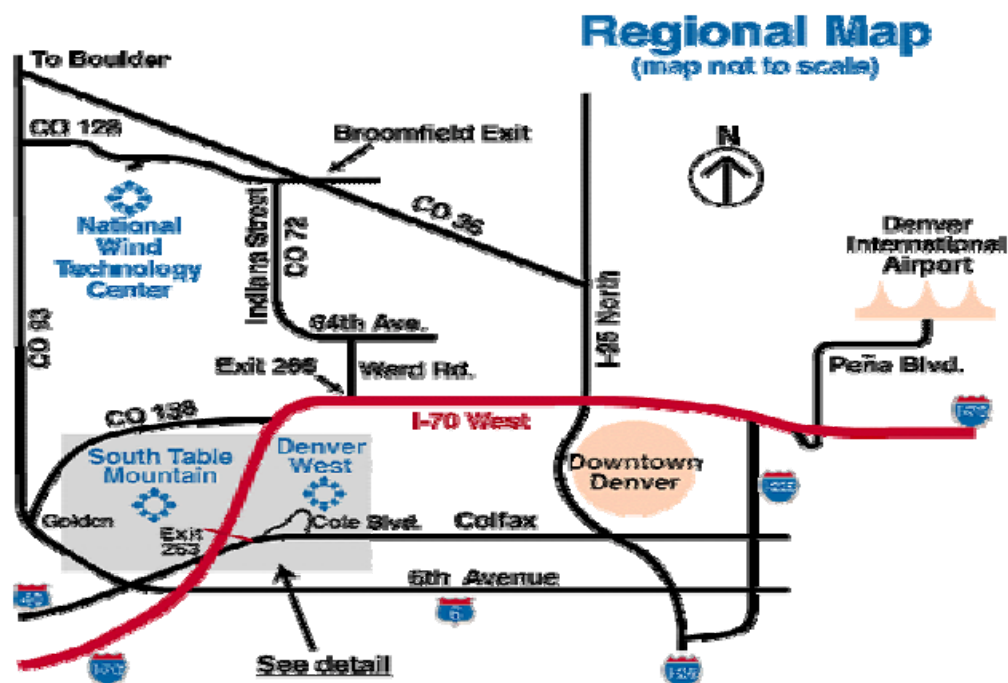 Regional Map
(map not to scale)
To Boulder
CO 128
Broomfield Exit
N
National
Wind
Technology
Center
Indiana Street
CO 72
CO 36
I-25 North
Denver
International
Airport
CO 93
64th Ave.
Exit 266
Ward Rd.
Peña Blvd.
CO 158
I-70 West
South Table
Mountain
Denver
West
Downtown
Denver
Golden
Exit
263
Cole Blvd.
Colfax
6th Avenue
6
See detail